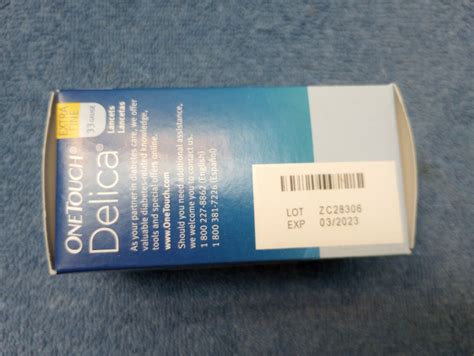 ONETOUCH®
Delica®
EXTRA
FINE
33 GAUGE
Lancets
Lancetas
As your partner in diabetes care, we offer
valuable diabetes-related knowledge,
tools and special offers online.
www.OneTouch.com
Should you need additional assistance,
we welcome you to contact us.
1 800 227-8862 (English)
1 800 381-7226 (Español)
LOT ZC28306
EXP 03/2023